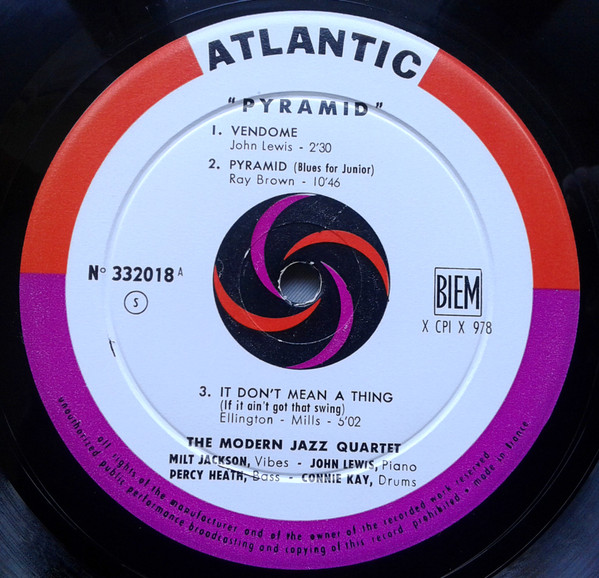 ATLANTIC
"PYRAMID"
1. VENDOME
John Lewis - 2'30
2. PYRAMID (Blues for Junior)
Ray Brown - 10'46
N° 332018 A
S
BIEM
X CPI X 978
3. IT DON'T MEAN A THING
(If it ain't got that swing)
Ellington - Mills - 5'02
THE MODERN JAZZ QUARTET
MILT JACKSON, Vibes - JOHN LEWIS, Piano
PERCY HEATH, Bass - CONNIE KAY, Drums
all rights of the manufacturer and of the owner of the recorded work reserved
unauthorized public performance broadcasting and copying of this record prohibited • made in france